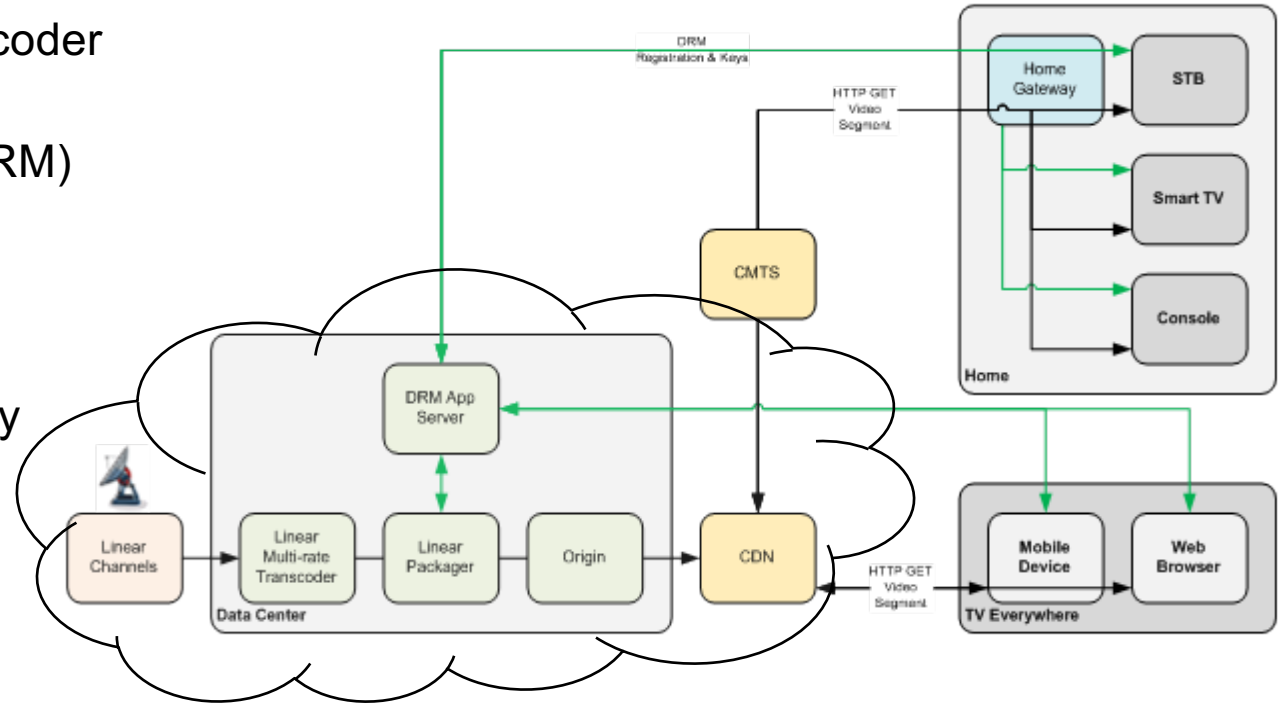 coder
RM)
y
DRM
Registration & Keys
HTTP GET
Video
Segment
Home
Gateway
STB
Smart TV
Console
Home
CMTS
DRM App
Server
Linear
Channels
Linear
Multi-rate
Transcoder
Linear
Packager
Origin
Data Center
CDN
HTTP GET
Video
Segment
Mobile
Device
Web
Browser
TV Everywhere